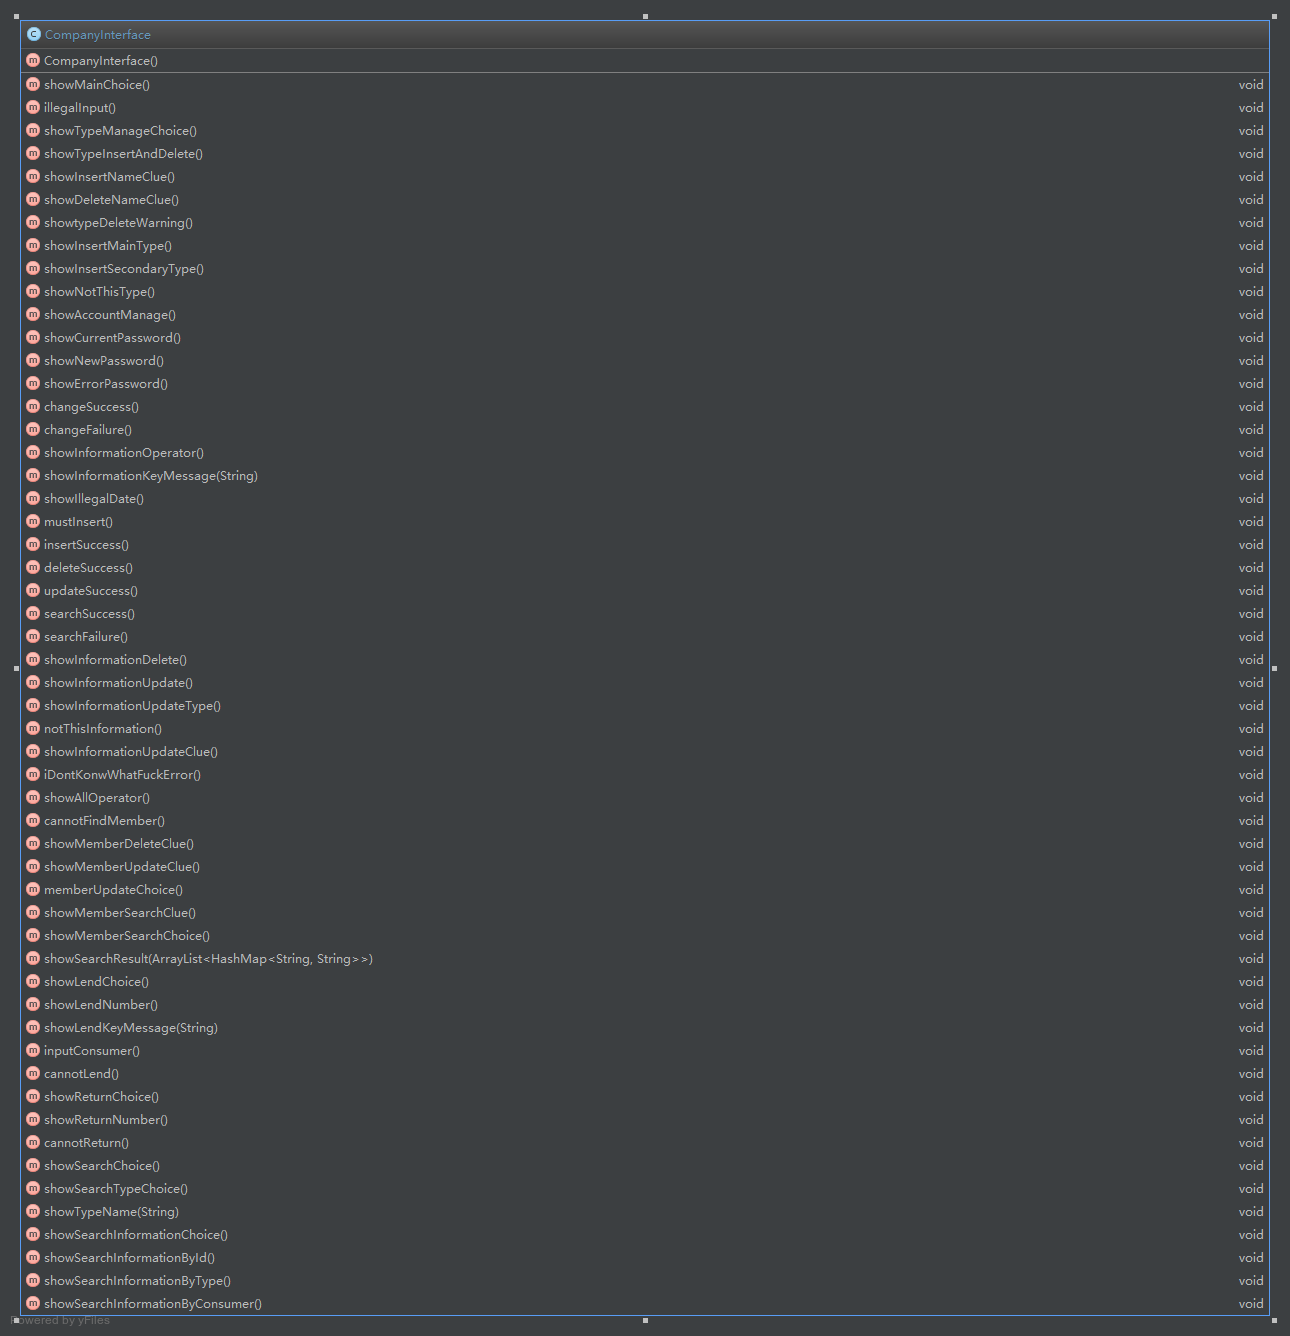 CompanyInterface
CompanyInterface()
showMainChoice() void
illegalInput() void
showTypeManageChoice() void
showTypeInsertAndDelete() void
showInsertNameClue() void
showDeleteNameClue() void
showtypeDeleteWarning() void
showInsertMainType() void
showInsertSecondaryType() void
showNotThisType() void
showAccountManage() void
showCurrentPassword() void
showNewPassword() void
showErrorPassword() void
changeSuccess() void
changeFailure() void
showInformationOperator() void
showInformationKeyMessage(String) void
showIllegalDate() void
mustInsert() void
insertSuccess() void
deleteSuccess() void
updateSuccess() void
searchSuccess() void
searchFailure() void
showInformationDelete() void
showInformationUpdate() void
showInformationUpdateType() void
notThisInformation() void
showInformationUpdateClue() void
iDontKonwWhatFuckError() void
showAllOperator() void
cannotFindMember() void
showMemberDeleteClue() void
showMemberUpdateClue() void
memberUpdateChoice() void
showMemberSearchClue() void
showMemberSearchChoice() void
showSearchResult(ArrayList<HashMap<String, String>>) void
showLendChoice() void
showLendNumber() void
showLendKeyMessage(String) void
inputConsumer() void
cannotLend() void
showReturnChoice() void
showReturnNumber() void
cannotReturn() void
showSearchChoice() void
showSearchTypeChoice() void
showTypeName(String) void
showSearchInformationChoice() void
showSearchInformationById() void
showSearchInformationByType() void
showSearchInformationByConsumer() void
Powered by yFiles